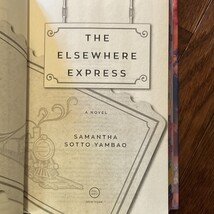 THE
ELSEWHERE
EXPRESS
A NOVEL
SAMANTHA
SOTTO YAMBAO